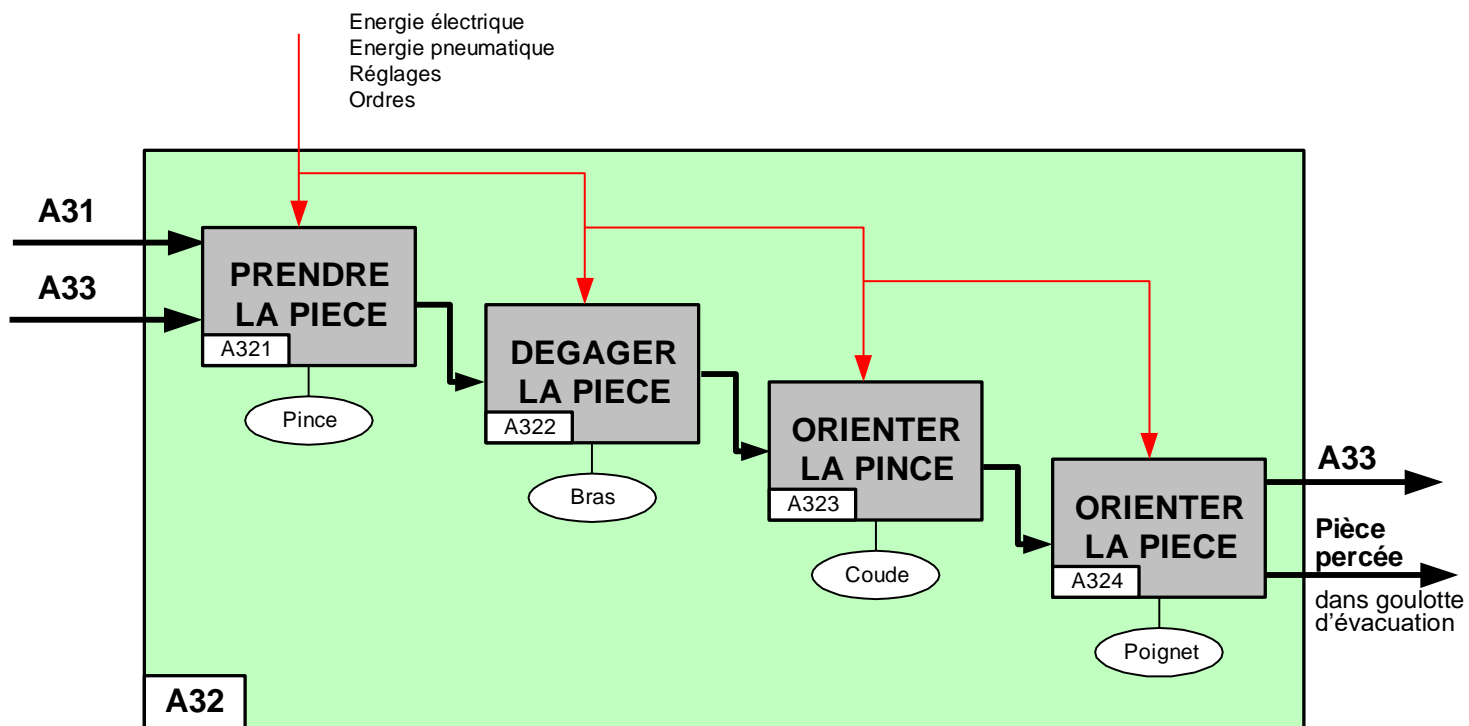 Energie électrique
Energie pneumatique
Réglages
Ordres
A31
A33
PRENDRE
LA PIECE
A321
Pince
DEGAGER
LA PIECE
A322
Bras
ORIENTER
LA PINCE
A323
Coude
ORIENTER
LA PIECE
A324
Poignet
A33
Pièce
percée
dans goulotte
d'évacuation
A32